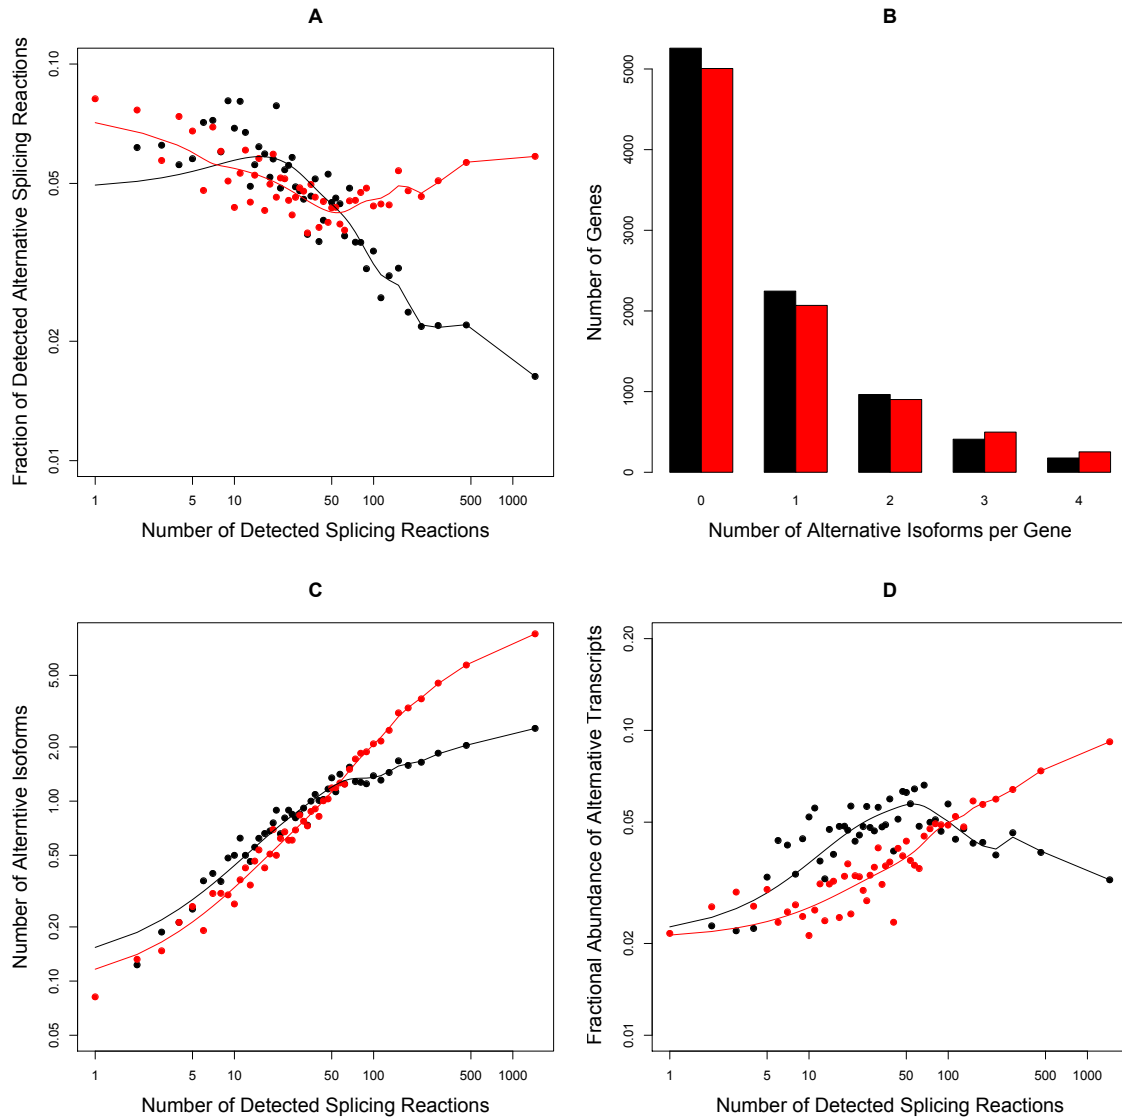 A
Fraction of Detected Alternative Splicing Reactions
0.10
0.05
0.02
0.01
1 5 10 50 100 500 1000
Number of Detected Splicing Reactions
B
Number of Genes
5000
4000
3000
2000
1000
0
0 1 2 3 4
Number of Alternative Isoforms per Gene
C
Number of Alterntive Isoforms
5.00
2.00
1.00
0.50
0.20
0.10
0.05
1 5 10 50 100 500 1000
Number of Detected Splicing Reactions
D
Fractional Abundance of Alternative Transcripts
0.20
0.10
0.05
0.02
0.01
1 5 10 50 100 500 1000
Number of Detected Splicing Reactions